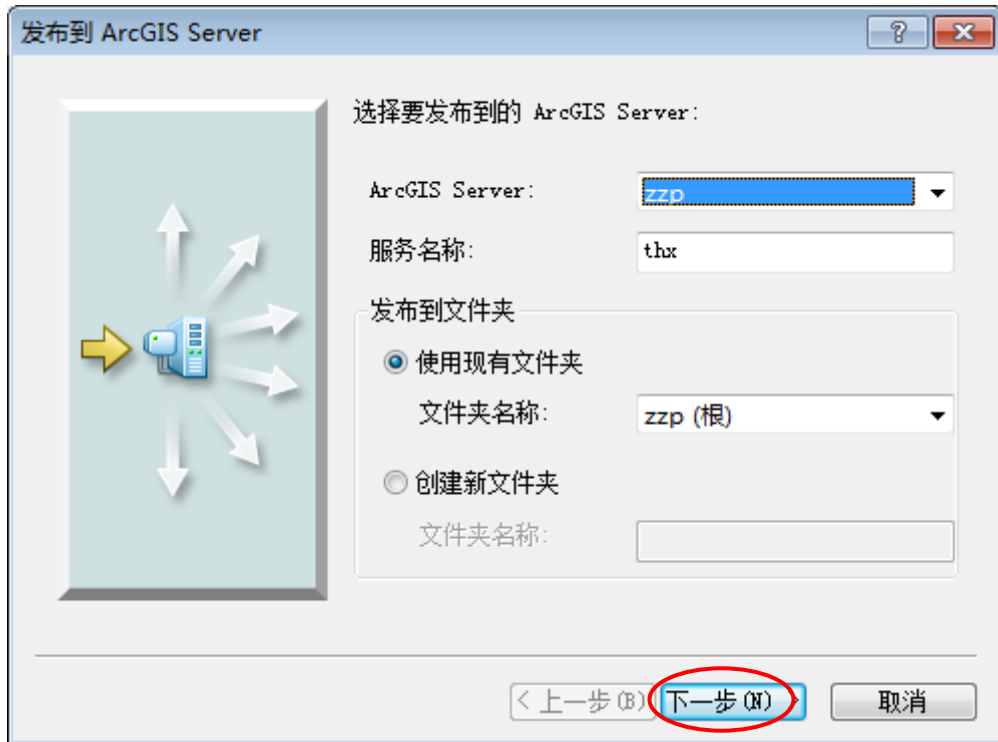 发布到 ArcGIS Server
选择要发布到的 ArcGIS Server:
ArcGIS Server: zzp
服务名称: thx
发布到文件夹
使用现有文件夹
文件夹名称: zzp (根)
创建新文件夹
文件夹名称:
< 上一步(B) 下一步(N) > 取消